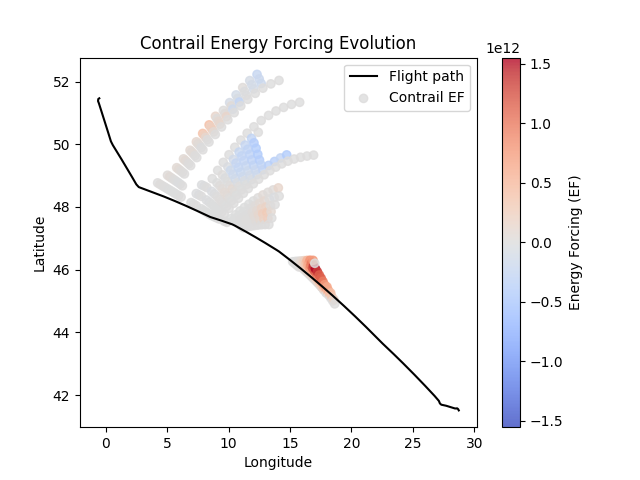 Contrail Energy Forcing Evolution
1e12
Flight path
Contrail EF
52
50
48
46
44
42
Latitude
0 5 10 15 20 25 30
Longitude
1.5
1.0
0.5
0.0
−0.5
−1.0
−1.5
Energy Forcing (EF)